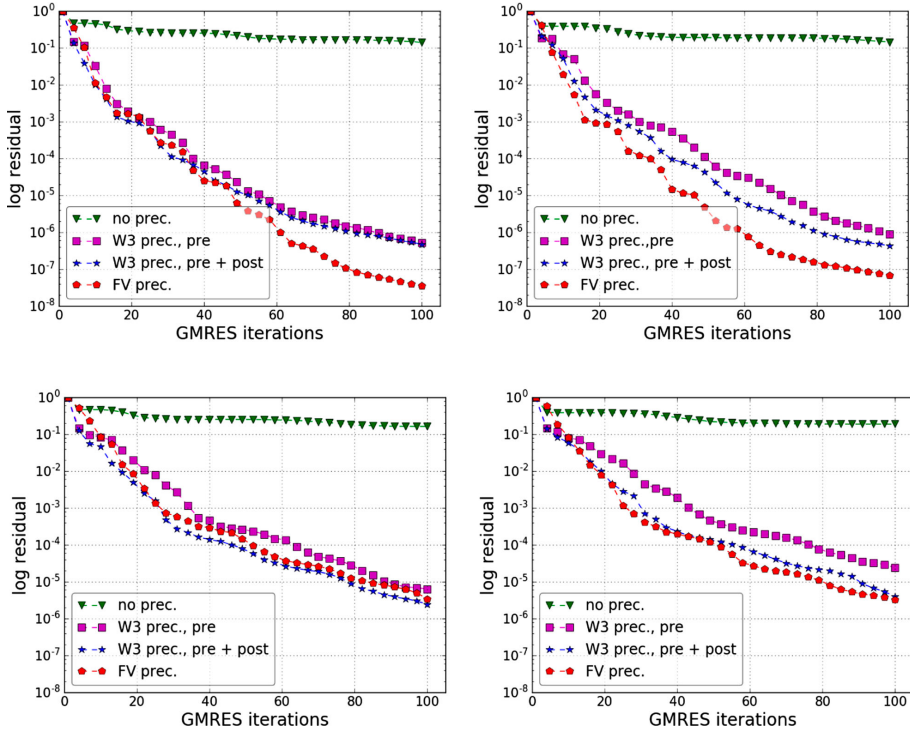 10^0
10^-1
10^-2
10^-3
10^-4
10^-5
10^-6
10^-7
10^-8
log residual
no prec.
W3 prec., pre
W3 prec., pre + post
FV prec.
0 20 40 60 80 100
GMRES iterations
10^0
10^-1
10^-2
10^-3
10^-4
10^-5
10^-6
10^-7
10^-8
log residual
no prec.
W3 prec.,pre
W3 prec., pre + post
FV prec.
0 20 40 60 80 100
GMRES iterations
10^0
10^-1
10^-2
10^-3
10^-4
10^-5
10^-6
10^-7
10^-8
log residual
no prec.
W3 prec., pre
W3 prec., pre + post
FV prec.
0 20 40 60 80 100
GMRES iterations
10^0
10^-1
10^-2
10^-3
10^-4
10^-5
10^-6
10^-7
10^-8
log residual
no prec.
W3 prec., pre
W3 prec., pre + post
FV prec.
0 20 40 60 80 100
GMRES iterations